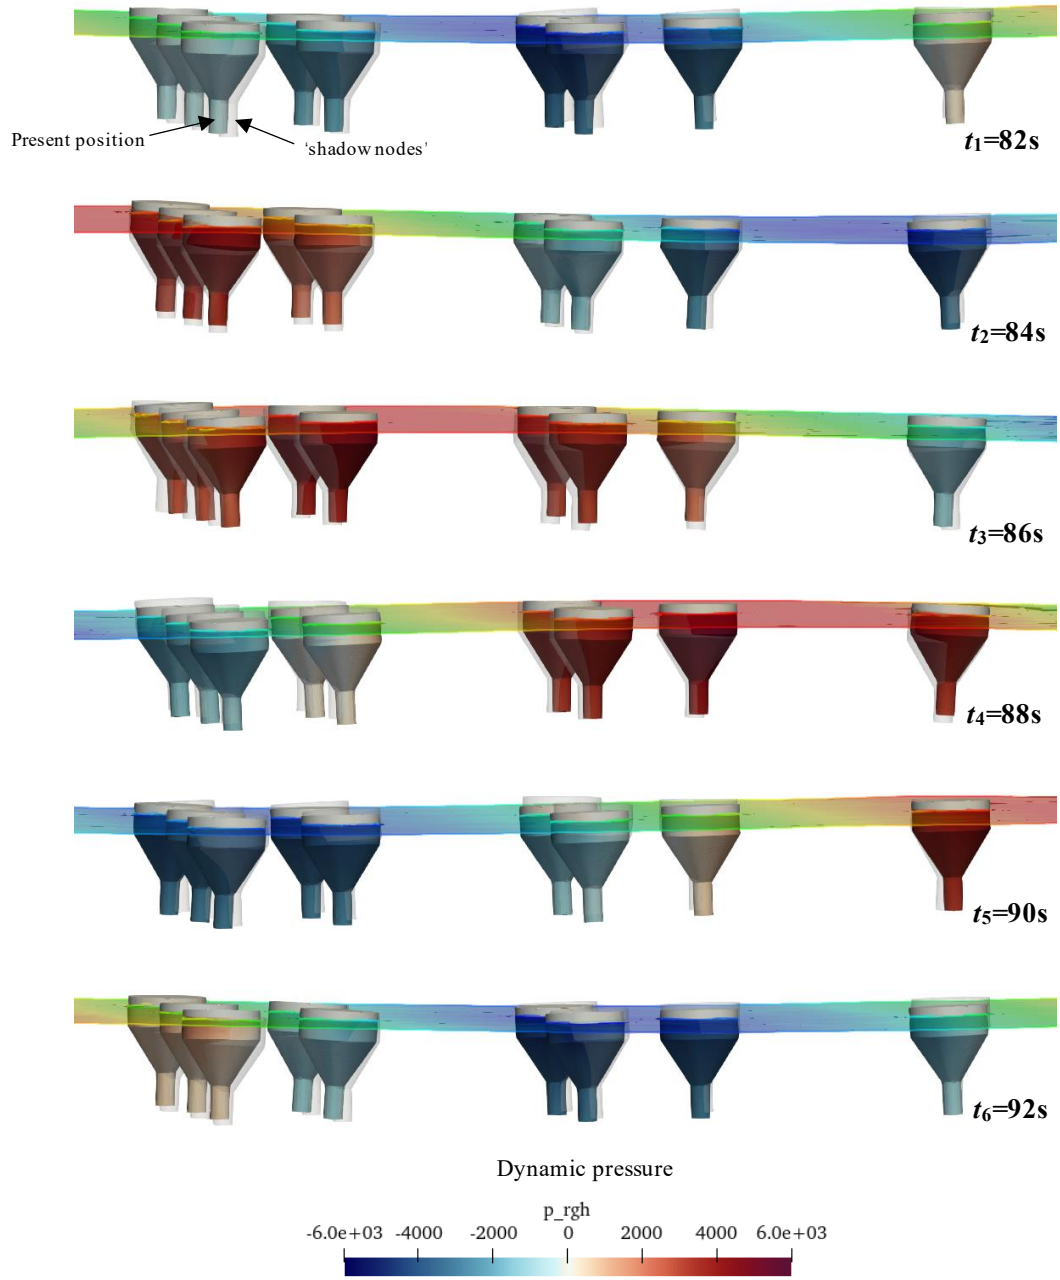 t1=82s
Present position
'shadow nodes'
t2=84s
t3=86s
t4=88s
t5=90s
t6=92s
Dynamic pressure
p_rgh
-6.0e+03 -4000 -2000 0 2000 4000 6.0e+03